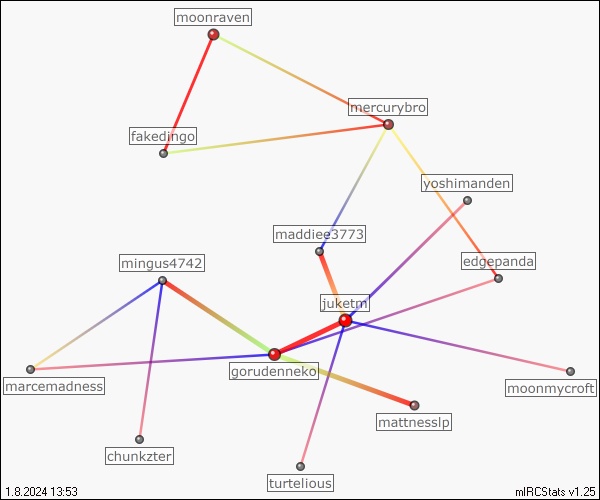 moonraven
mercurybro
fakedingo
yoshimanden
maddiee3773
edgepanda
mingus4742
juketm
gorudenneko
marcemadness
moonmycroft
mattnesslp
chunkzter
turtelious
1.8.2024 13:53
mIRCStats v1.25